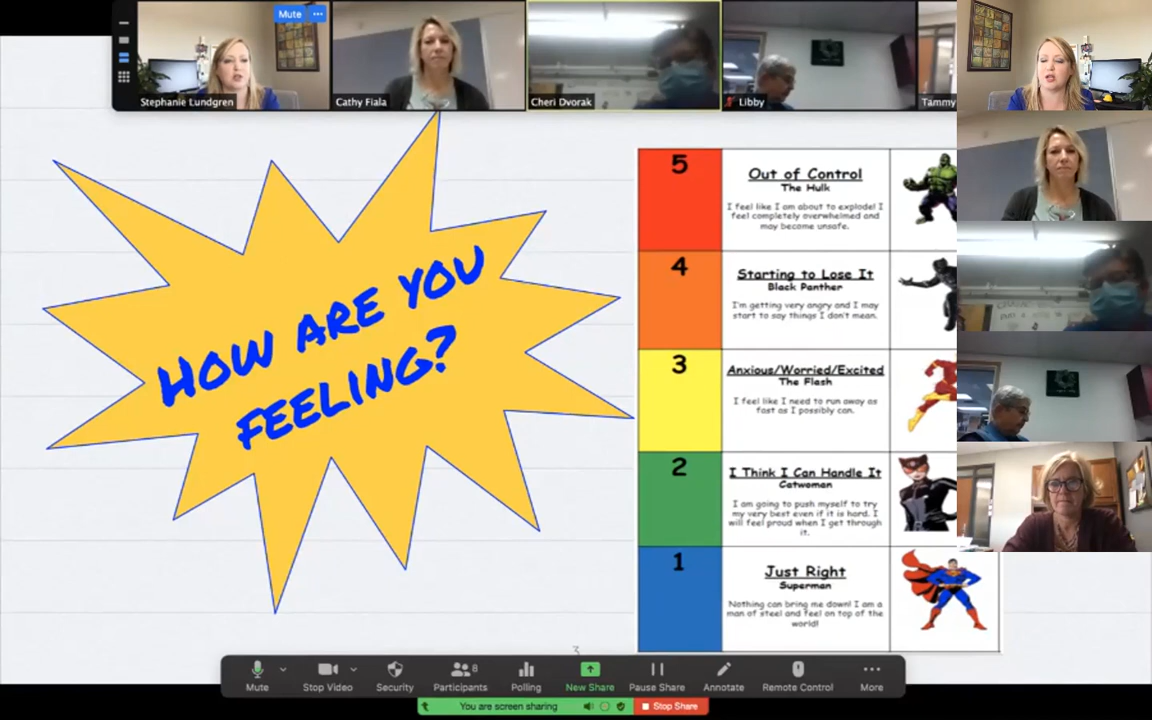 Mute
Stephanie Lundgren
Cathy Fiala
Cheri Dvorak
Libby
Tammy
HOW ARE YOU
FEELING?
5
Out of Control
The Hulk
I feel like I am about to explode! I
feel completely overwhelmed and
may become unsafe.
4
Starting to Lose It
Black Panther
I'm getting very angry and I may
start to say things I don't mean.
3
Anxious/Worried/Excited
The Flash
I feel like I need to run away as
fast as I possibly can.
2
I Think I Can Handle It
Catwoman
I am going to push myself to try
my very best even if it is hard. I
will feel proud when I get through
it.
1
Just Right
Superman
Nothing can bring me down! I am a
man of steel and feel on top of the
world!
3
8
Mute
Stop Video
Security
Participants
Polling
New Share
Pause Share
Annotate
Remote Control
More
You are screen sharing
Stop Share